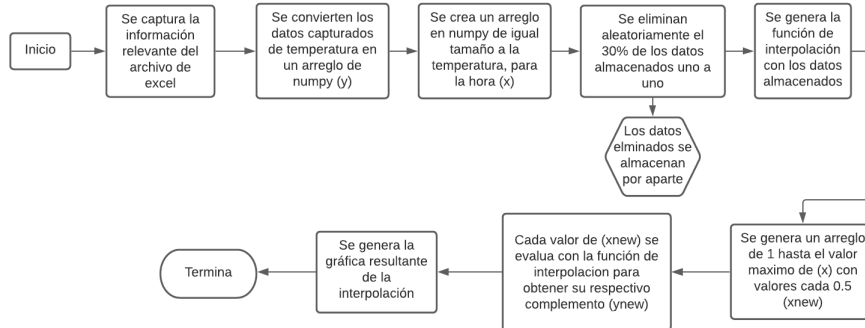 Inicio
Se captura la
información
relevante del
archivo de
excel
Se convierten los
datos capturados
de temperatura en
un arreglo de
numpy (y)
Se crea un arreglo
en numpy de igual
tamaño a la
temperatura, para
la hora (x)
Se eliminan
aleatoriamente el
30% de los datos
almacenados uno a
uno
Se genera la
función de
interpolación
con los datos
almacenados
Los datos
elminados se
almacenan
por aparte
Se genera un arreglo
de 1 hasta el valor
maximo de (x) con
valores cada 0.5
(xnew)
Cada valor de (xnew) se
evalua con la función de
interpolacion para
obtener su respectivo
complemento (ynew)
Se genera la
gráfica resultante
de la
interpolación
Termina